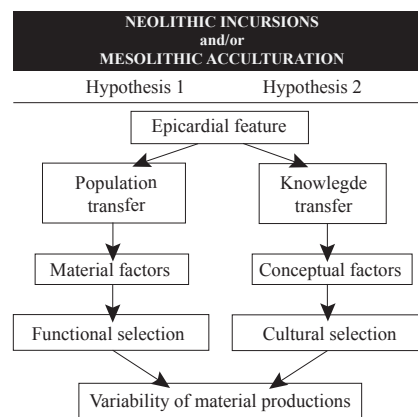 NEOLITHIC INCURSIONS
and/or
MESOLITHIC ACCULTURATION
Hypothesis 1 Hypothesis 2
Epicardial feature
Population Knowlegde
transfer transfer
Material factors Conceptual factors
Functional selection Cultural selection
Variability of material productions